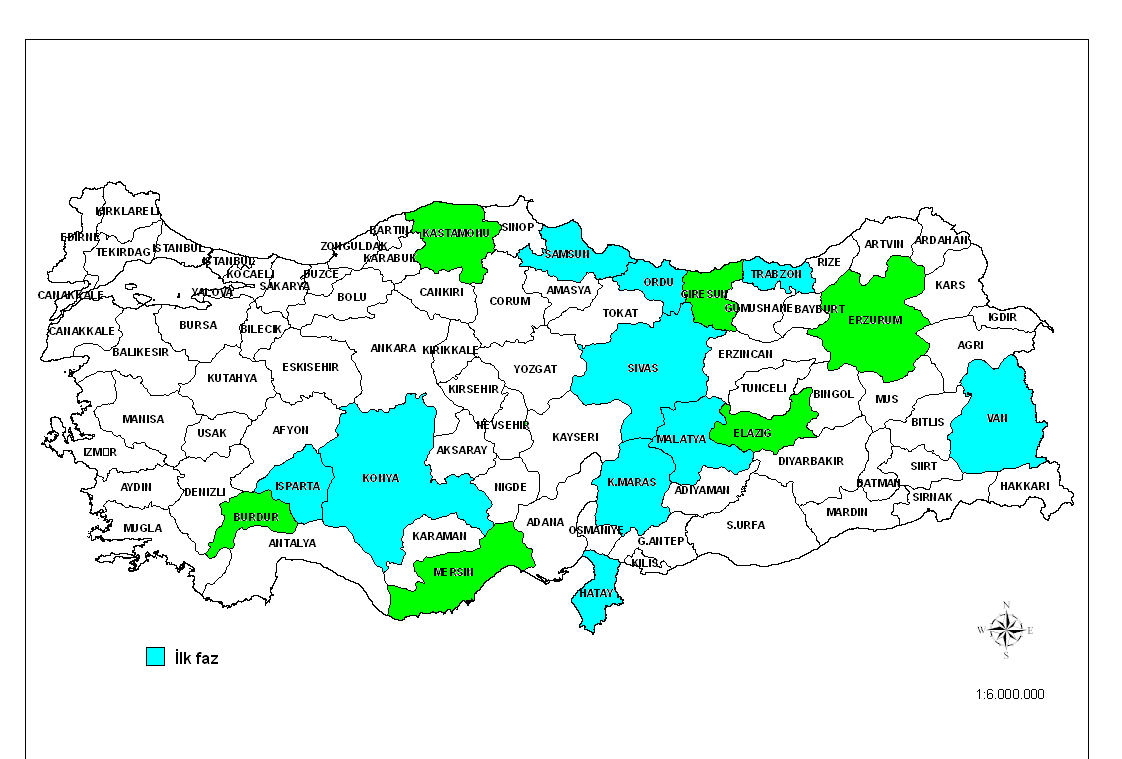 KIRKLARELI
EDIRNE
TEKIRDAG
ISTANBUL
ISTANBUL
KOCAELI
YALOVA
SAKARYA
DUZCE
ZONGULDAK
BARTIN
KARABUK
KASTAMONU
SINOP
SAMSUN
ORDU
GIRESUN
TRABZON
RIZE
ARTVIN
ARDAHAN
KARS
CANAKKALE
CANAKKALE
BURSA
BILECIK
BOLU
CANKIRI
CORUM
AMASYA
TOKAT
GUMUSHANE
BAYBURT
ERZURUM
IGDIR
AGRI
BALIKESIR
KUTAHYA
ESKISEHIR
ANKARA
KIRIKKALE
YOZGAT
SIVAS
ERZINCAN
TUNCELI
BINGOL
MUS
VAN
MANISA
USAK
AFYON
KIRSEHIR
NEVSEHIR
KAYSERI
MALATYA
ELAZIG
BITLIS
IZM□R
AYDIN
DENIZLI
ISPARTA
KONYA
AKSARAY
NIGDE
K.MARAS
ADIYAMAN
DIYARBAKIR
BATMAN
SIIRT
SIRNAK
HAKKARI
MUGLA
BURDUR
ANTALYA
KARAMAN
MERSIN
ADANA
OSMANIYE
G.ANTEP
KILIS
S.URFA
MARDIN
HATAY
N
W E
S
İlk faz
1:6.000.000